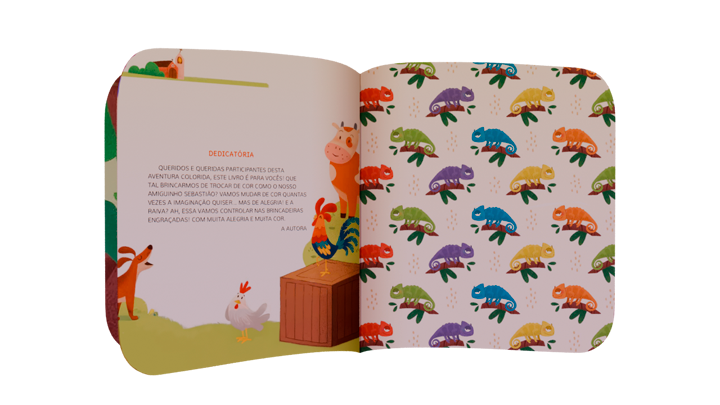 DEDICATÓRIA
QUERIDOS E QUERIDAS PARTICIPANTES DESTA
AVENTURA COLORIDA, ESTE LIVRO É PARA VOCÊS! QUE
TAL BRINCARMOS DE TROCAR DE COR COMO O NOSSO
AMIGUINHO SEBASTIÃO? VAMOS MUDAR DE COR QUANTAS
VEZES A IMAGINAÇÃO QUISER... MAS DE ALEGRIA! E A
RAIVA? AH, ESSA VAMOS CONTROLAR NAS BRINCADEIRAS
ENGRAÇADAS! COM MUITA ALEGRIA E MUITA COR.
A AUTORA